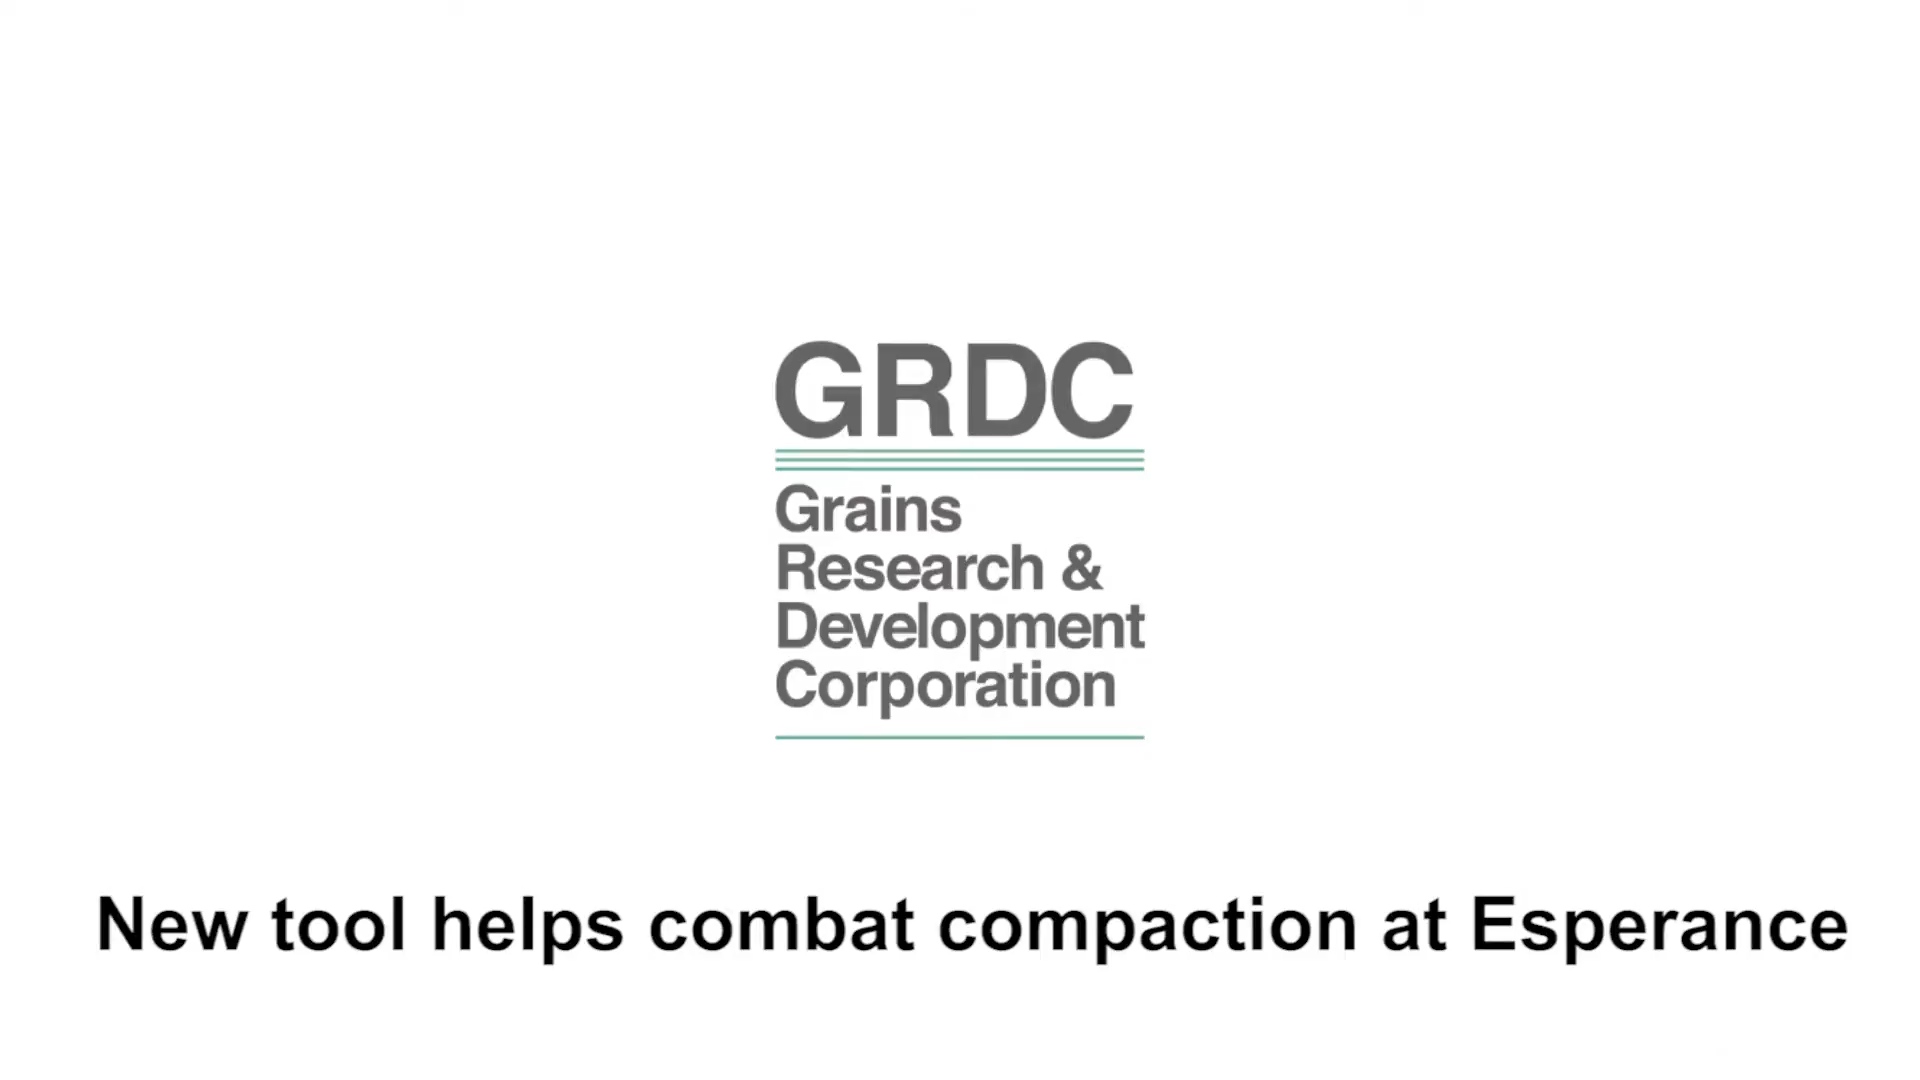 GRDC
Grains
Research &
Development
Corporation
New tool helps combat compaction at Esperance